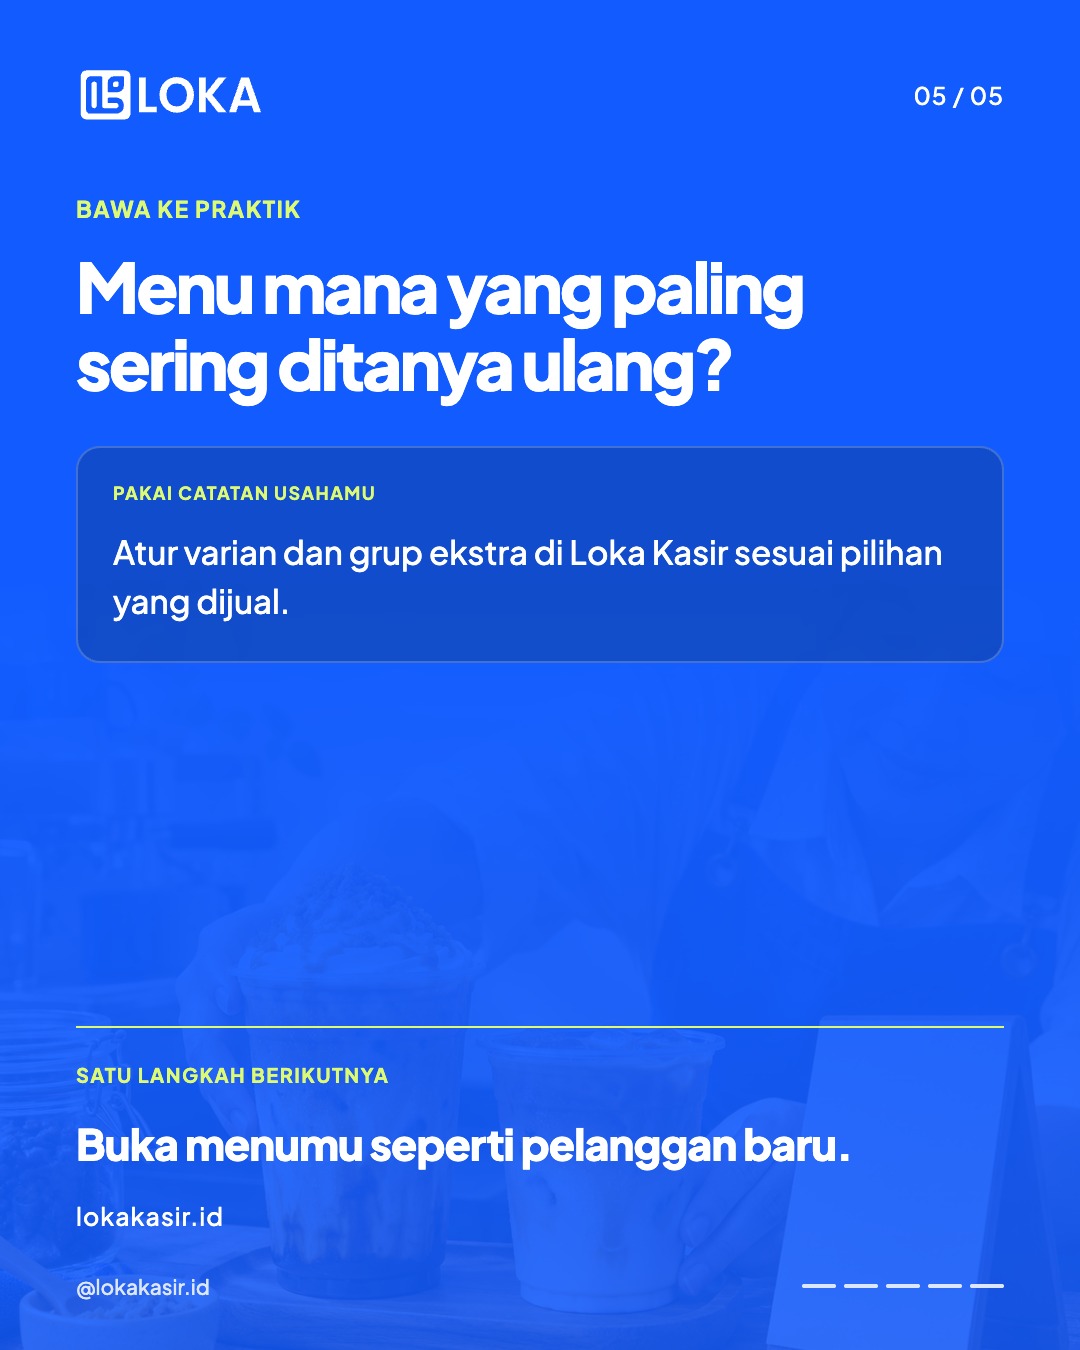 LOKA
05 / 05
BAWA KE PRAKTIK
Menu mana yang paling
sering ditanya ulang?
PAKAI CATATAN USAHAMU
Atur varian dan grup ekstra di Loka Kasir sesuai pilihan
yang dijual.
SATU LANGKAH BERIKUTNYA
Buka menumu seperti pelanggan baru.
lokakasir.id
@lokakasir.id